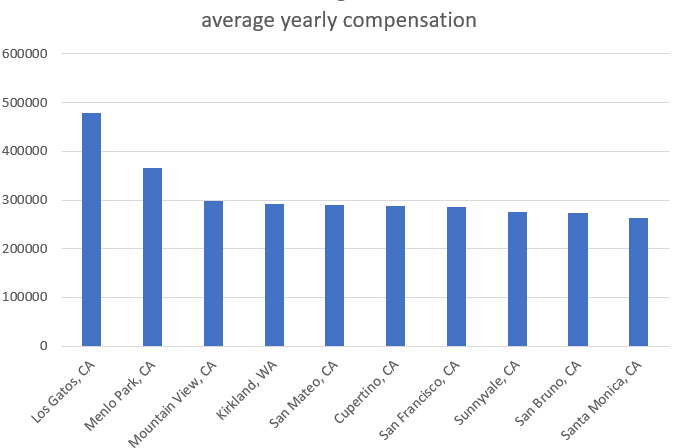 average yearly compensation
600000
500000
400000
300000
200000
100000
0
Los Gatos, CA
Menlo Park, CA
Mountain View, CA
Kirkland, WA
San Mateo, CA
Cupertino, CA
San Francisco, CA
Sunnyvale, CA
San Bruno, CA
Santa Monica, CA